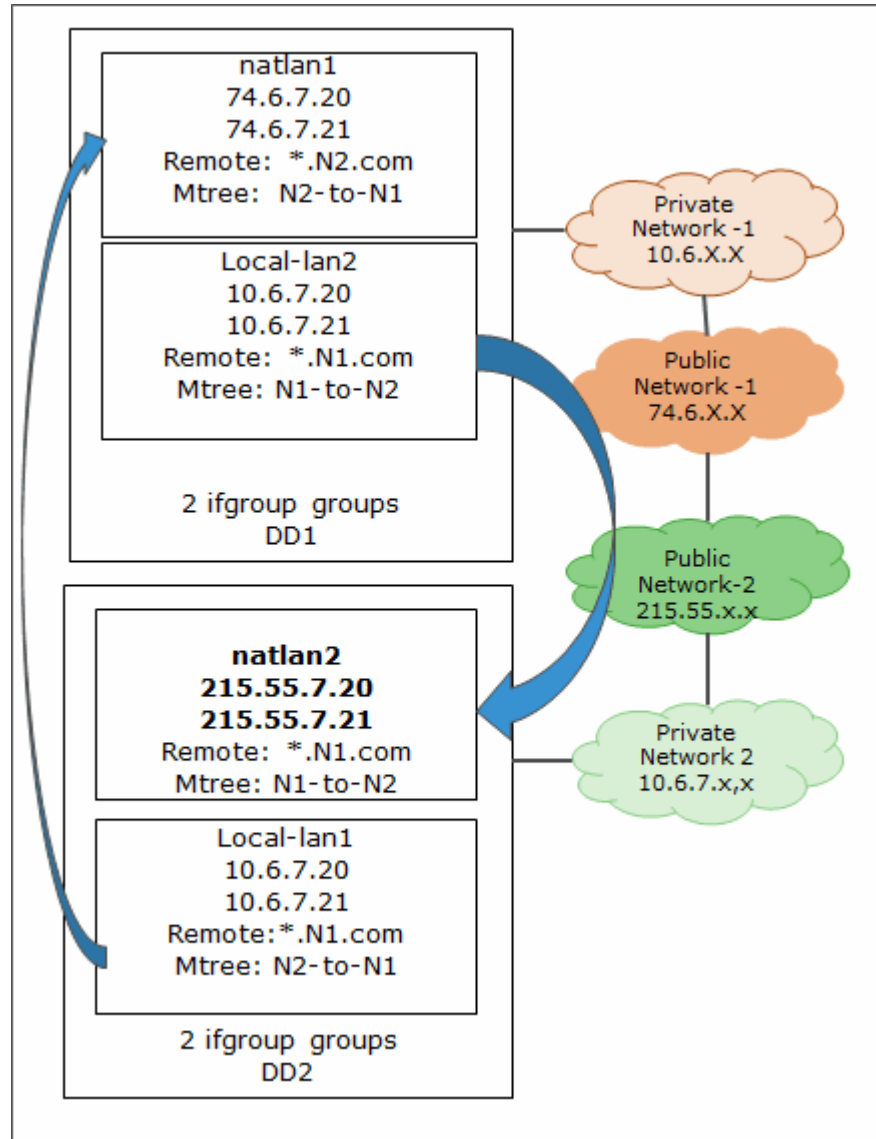 natlan1
74.6.7.20
74.6.7.21
Remote: *.N2.com
Mtree: N2-to-N1
Local-lan2
10.6.7.20
10.6.7.21
Remote: *.N1.com
Mtree: N1-to-N2
2 ifgroup groups
DD1
natlan2
215.55.7.20
215.55.7.21
Remote: *.N1.com
Mtree: N1-to-N2
Local-lan1
10.6.7.20
10.6.7.21
Remote:*.N1.com
Mtree: N2-to-N1
2 ifgroup groups
DD2
Private
Network -1
10.6.X.X
Public
Network -1
74.6.X.X
Public
Network-2
215.55.x.x
Private
Network 2
10.6.7.x,x